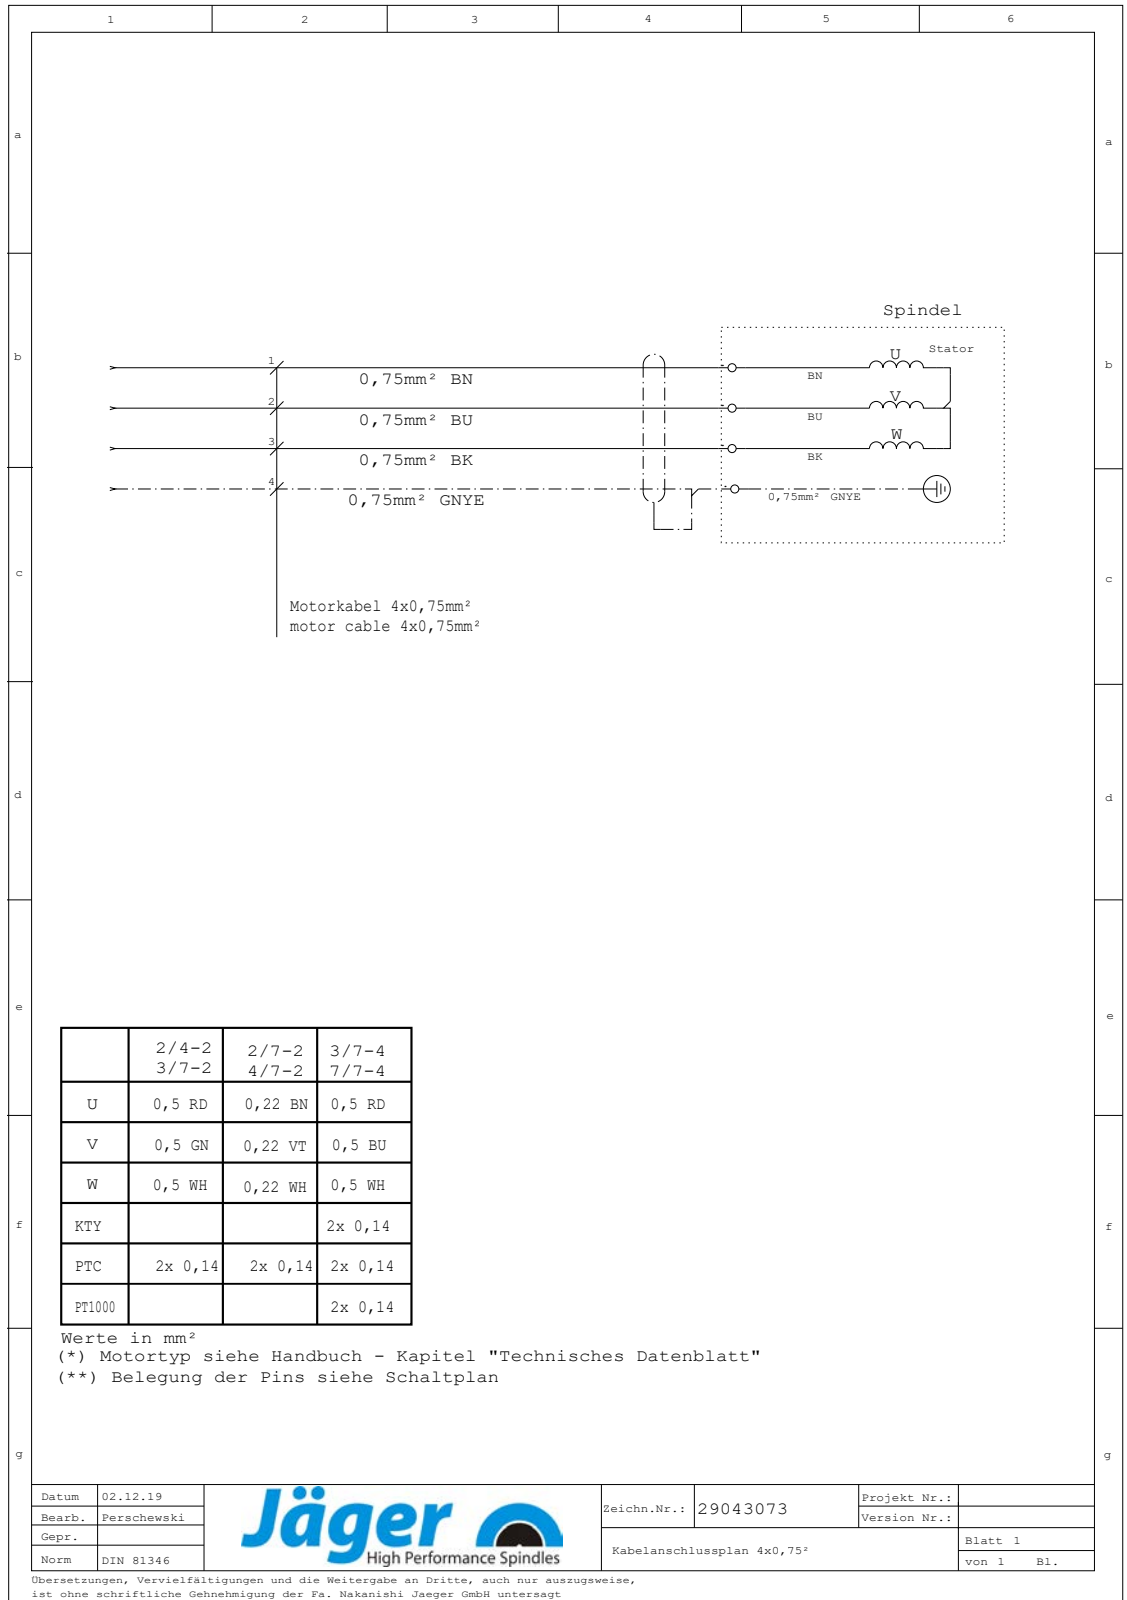 1 2 3 4 5 6
a a
Spindel
b b
1 0,75mm² BN BN U Stator
2 0,75mm² BU BU V
3 0,75mm² BK BK W
4 0,75mm² GNYE 0,75mm² GNYE
c c
Motorkabel 4x0,75mm²
motor cable 4x0,75mm²
d d
e e
2/4-2 2/7-2 3/7-4
3/7-2 4/7-2 7/7-4
U 0,5 RD 0,22 BN 0,5 RD
V 0,5 GN 0,22 VT 0,5 BU
W 0,5 WH 0,22 WH 0,5 WH
f f
KTY 2x 0,14
PTC 2x 0,14 2x 0,14 2x 0,14
PT1000 2x 0,14
Werte in mm²
(*) Motortyp siehe Handbuch - Kapitel "Technisches Datenblatt"
(**) Belegung der Pins siehe Schaltplan
g g
Datum 02.12.19
Bearb. Perschewski
Gepr.
Norm DIN 81346
Jäger
High Performance Spindles
Zeichn.Nr.: 29043073
Kabelanschlussplan 4x0,75²
Projekt Nr.:
Version Nr.:
Blatt 1
von 1 Bl.
Übersetzungen, Vervielfältigungen und die Weitergabe an Dritte, auch nur auszugsweise,
ist ohne schriftliche Gehnehmigung der Fa. Nakanishi Jaeger GmbH untersagt